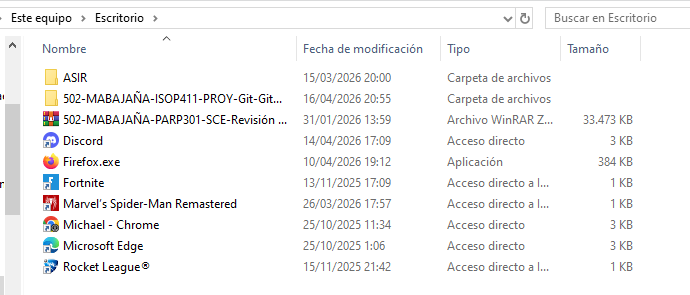 Este equipo > Escritorio > Buscar en Escritorio
Nombre Fecha de modificación Tipo Tamaño
ASIR 15/03/2026 20:00 Carpeta de archivos
502-MABAJAÑA-ISOP411-PROY-Git-Git... 16/04/2026 20:55 Carpeta de archivos
502-MABAJAÑA-PARP301-SCE-Revisión ... 31/01/2026 13:59 Archivo WinRAR Z... 33.473 KB
Discord 14/04/2026 17:09 Acceso directo 3 KB
Firefox.exe 10/04/2026 19:12 Aplicación 384 KB
Fortnite 13/11/2025 17:09 Acceso directo a I... 1 KB
Marvel's Spider-Man Remastered 26/03/2026 17:57 Acceso directo a I... 1 KB
Michael - Chrome 25/10/2025 11:34 Acceso directo 3 KB
Microsoft Edge 25/10/2025 1:06 Acceso directo 3 KB
Rocket League® 15/11/2025 21:42 Acceso directo a I... 1 KB